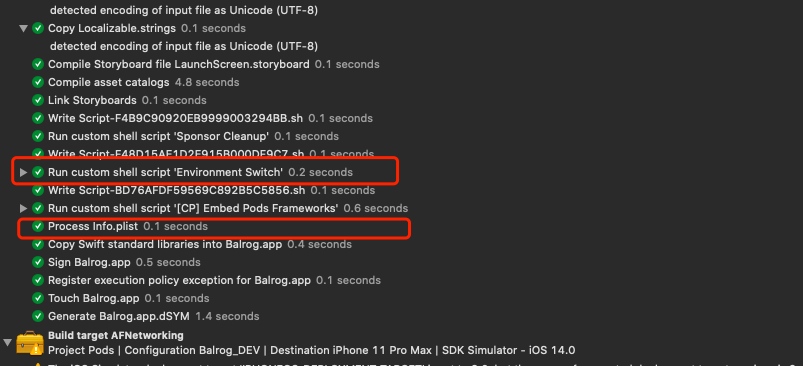 detected encoding of input file as Unicode (UTF-8)
Copy Localizable.strings 0.1 seconds
detected encoding of input file as Unicode (UTF-8)
Compile Storyboard file LaunchScreen.storyboard 0.1 seconds
Compile asset catalogs 4.8 seconds
Link Storyboards 0.1 seconds
Write Script-F4B9C90920EB9999003294BB.sh 0.1 seconds
Run custom shell script 'Sponsor Cleanup' 0.1 seconds
Write Script-F48D15AE1D2E915B000DF9C7.sh 0.1 seconds
Run custom shell script 'Environment Switch' 0.2 seconds
Write Script-BD76AFDF59569C892B5C5856.sh 0.1 seconds
Run custom shell script '[CP] Embed Pods Frameworks' 0.6 seconds
Process Info.plist 0.1 seconds
Copy Swift standard libraries into Balrog.app 0.4 seconds
Sign Balrog.app 0.5 seconds
Register execution policy exception for Balrog.app 0.1 seconds
Touch Balrog.app 0.1 seconds
Generate Balrog.app.dSYM 1.4 seconds
Build target AFNetworking
Project Pods | Configuration Balrog_DEV | Destination iPhone 11 Pro Max | SDK Simulator - iOS 14.0